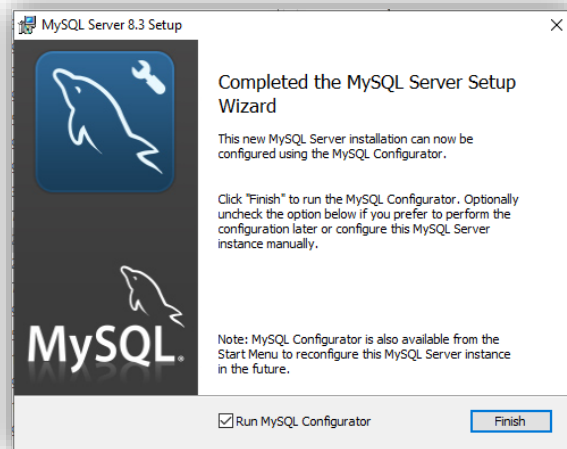 MySQL Server 8.3 Setup
Completed the MySQL Server Setup
Wizard
This new MySQL Server installation can now be
configured using the MySQL Configurator.
Click "Finish" to run the MySQL Configurator. Optionally
uncheck the option below if you prefer to perform the
configuration later or configure this MySQL Server
instance manually.
MySQL.
Note: MySQL Configurator is also available from the
Start Menu to reconfigure this MySQL Server instance
in the future.
Run MySQL Configurator
Finish